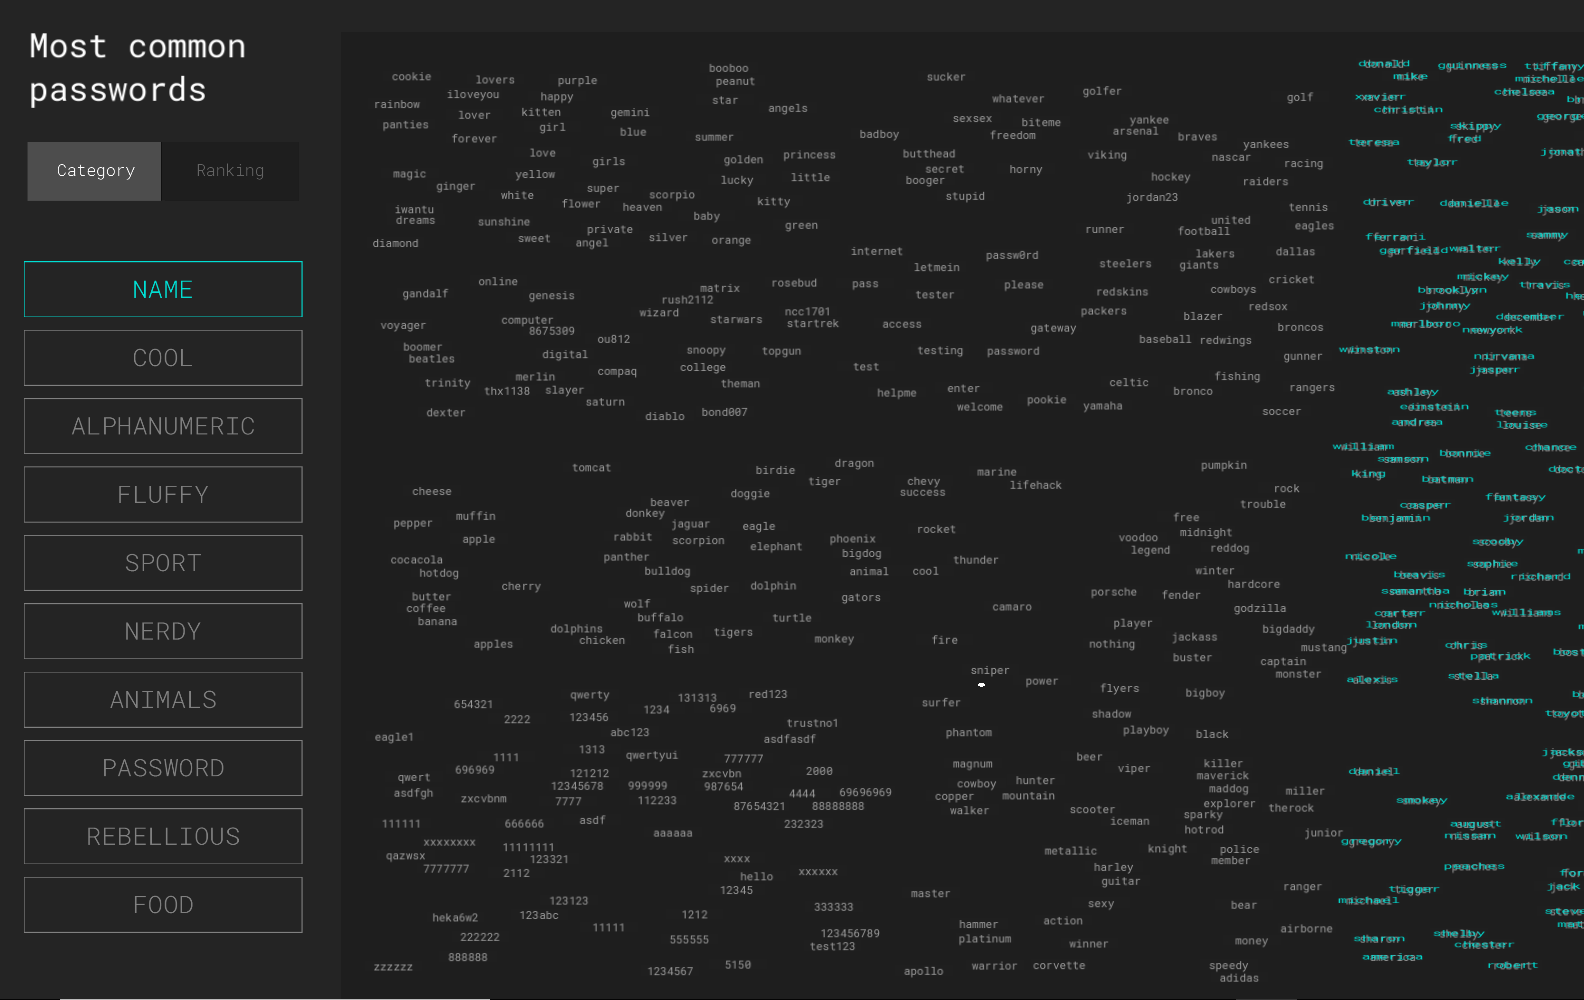 Most common
passwords
Category
Ranking
NAME
COOL
ALPHANUMERIC
FLUFFY
SPORT
NERDY
ANIMALS
PASSWORD
REBELLIOUS
FOOD
cookie
lovers
purple
booboo
peanut
rainbow
iloveyou
happy
star
angels
panties
lover
kitten
gemini
girl
blue
forever
summer
love
girls
golden
princess
magic
yellow
lucky
little
ginger
white
super
scorpio
flower
heaven
kitty
iwantu
dreams
sunshine
private
baby
green
diamond
sweet
angel
silver
orange
sucker
whatever
sexsex
biteme
badboy
freedom
butthead
secret
horny
booger
stupid
internet
passw0rd
letmein
pass
please
tester
access
gateway
testing
password
test
helpme
enter
welcome
pookie
golfer
golf
yankee
arsenal
braves
yankees
viking
nascar
racing
hockey
raiders
jordan23
tennis
united
eagles
runner
football
lakers
dallas
steelers
giants
cricket
redskins
cowboys
redsox
packers
blazer
broncos
baseball
redwings
gunner
fishing
celtic
bronco
rangers
yamaha
soccer
online
gandalf
genesis
matrix
rosebud
rush2112
wizard
ncc1701
voyager
computer
starwars
startrek
8675309
ou812
boomer
beatles
digital
snoopy
topgun
compaq
college
merlin
trinity
thx1138
slayer
theman
saturn
dexter
diablo
bond007
tomcat
birdie
dragon
tiger
cheese
doggie
beaver
muffin
donkey
pepper
jaguar
eagle
apple
rabbit
scorpion
elephant
phoenix
cocacola
panther
bigdog
hotdog
bulldog
animal
cherry
spider
dolphin
butter
wolf
gators
coffee
buffalo
turtle
banana
dolphins
falcon
tigers
chicken
monkey
apples
fish
marine
chevy
success
lifehack
rocket
thunder
cool
camaro
fire
sniper
power
surfer
phantom
magnum
cowboy
hunter
copper
mountain
walker
pumpkin
rock
trouble
free
midnight
voodoo
legend
reddog
winter
hardcore
porsche
fender
godzilla
player
bigdaddy
jackass
nothing
mustang
buster
captain
monster
flyers
bigboy
shadow
playboy
black
beer
viper
killer
maverick
maddog
miller
explorer
therock
scooter
sparky
iceman
hotrod
junior
metallic
knight
police
member
harley
guitar
master
ranger
sexy
bear
hammer
action
airborne
platinum
winner
money
apollo
warrior
corvette
speedy
adidas
654321
qwerty
131313
red123
2222
123456
1234
6969
trustno1
eagle1
abc123
asdfasdf
1313
1111
qwertyui
777777
696969
121212
zxcvbn
2000
qwert
12345678
999999
987654
asdfgh
zxcvbnm
7777
112233
4444
69696969
87654321
88888888
111111
666666
asdf
232323
aaaaaa
xxxxxxxx
11111111
qazwsx
123321
xxxx
7777777
2112
hello
xxxxxx
12345
123123
333333
heka6w2
123abc
1212
11111
123456789
222222
555555
test123
888888
zzzzzz
1234567
5150
donald
guinness
tiffany
mike
michelle
chelsea
xavier
christin
george
skippy
fred
teresa
taylor
driver
danielle
jason
ferrari
sammy
garfield
walter
kelly
mickey
brooklyn
travis
johnny
december
marlboro
newyork
winston
nirvana
jasper
ashley
einstein
teens
andrea
louise
william
chance
samson
bonnie
king
batman
fantasy
casper
benjamin
jordan
scooby
nicole
sophie
beavis
richard
samantha
brian
nicholas
carter
williams
london
justin
chris
patrick
alexis
stella
shannon
daniel
smokey
alexande
august
nissan
wilson
gregory
peaches
tigger
jack
michael
sharon
shelby
chester
america
robert